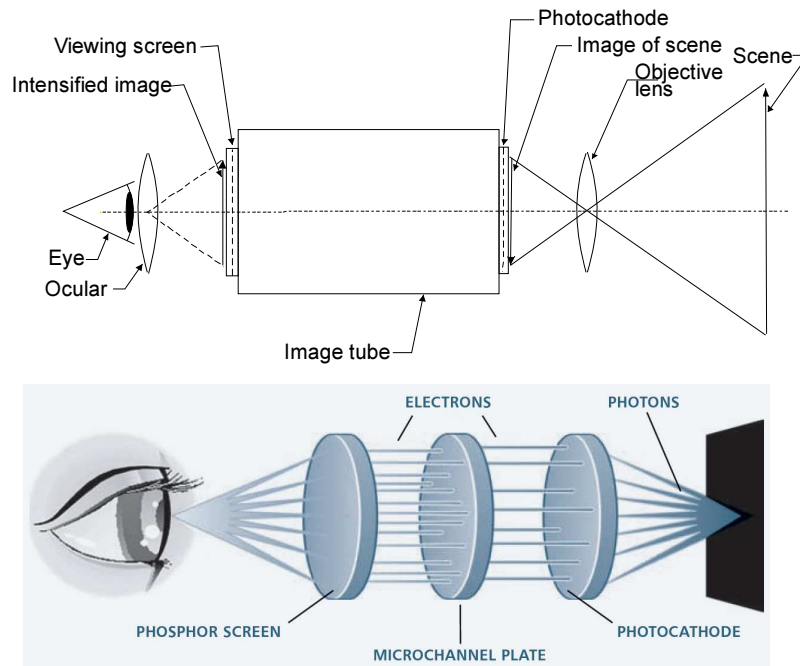 Photocathode
Viewing screen
Image of scene
Scene
Objective
lens
Intensified image
Eye
Ocular
Image tube
ELECTRONS
PHOTONS
PHOSPHOR SCREEN
MICROCHANNEL PLATE
PHOTOCATHODE